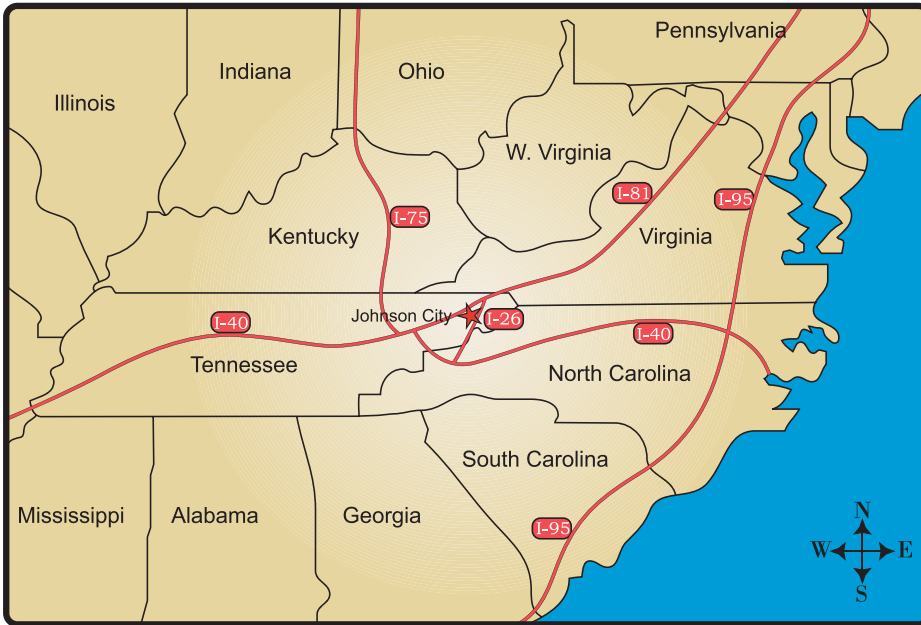 Pennsylvania
Indiana
Ohio
Illinois
W. Virginia
I-81
I-95
I-75
Kentucky
Virginia
Johnson City
I-26
I-40
I-40
Tennessee
North Carolina
South Carolina
Mississippi
Alabama
Georgia
I-95
N
W E
S